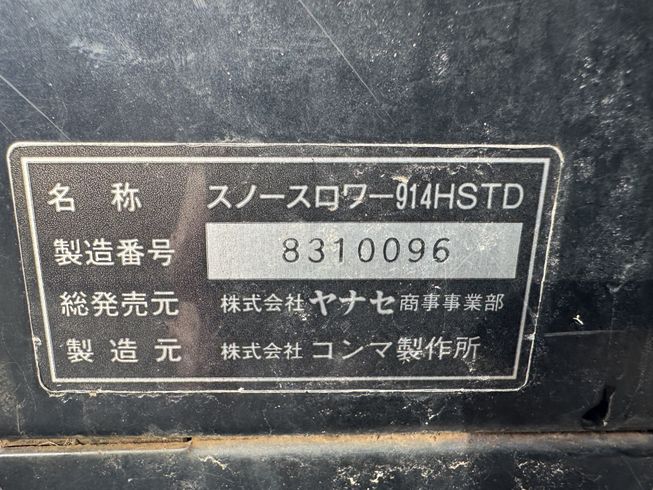 名称 スノースロワー914HSTD
製造番号 8310096
総発売元 株式会社 ヤナセ 商事事業部
製造元 株式会社 コンマ製作所